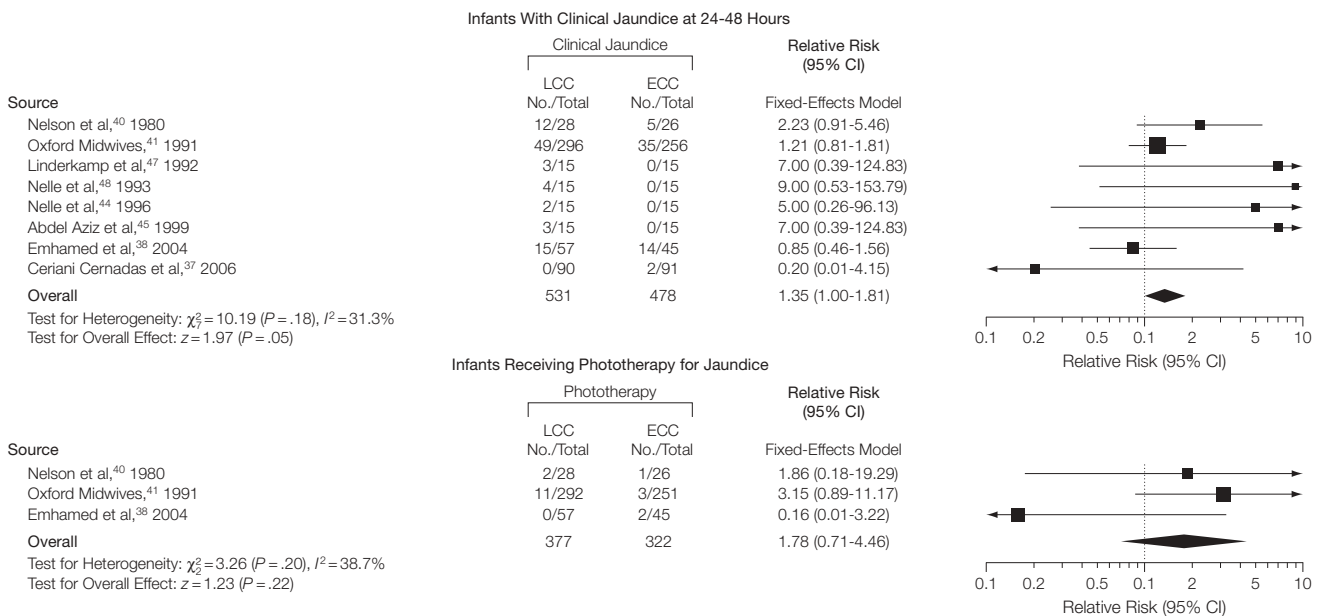 Infants With Clinical Jaundice at 24-48 Hours
Clinical Jaundice Relative Risk
(95% CI)
LCC ECC
Source No./Total No./Total Fixed-Effects Model
Nelson et al,40 1980 12/28 5/26 2.23 (0.91-5.46)
Oxford Midwives,41 1991 49/296 35/256 1.21 (0.81-1.81)
Linderkamp et al,47 1992 3/15 0/15 7.00 (0.39-124.83)
Nelle et al,48 1993 4/15 0/15 9.00 (0.53-153.79)
Nelle et al,44 1996 2/15 0/15 5.00 (0.26-96.13)
Abdel Aziz et al,45 1999 3/15 0/15 7.00 (0.39-124.83)
Emhamed et al,38 2004 15/57 14/45 0.85 (0.46-1.56)
Ceriani Cernadas et al,37 2006 0/90 2/91 0.20 (0.01-4.15)
Overall 531 478 1.35 (1.00-1.81)
Test for Heterogeneity: χ²₇ = 10.19 (P = .18), I² = 31.3%
Test for Overall Effect: z = 1.97 (P = .05)
0.1 0.2 0.5 0.1 2 5 10
Relative Risk (95% CI)
Infants Receiving Phototherapy for Jaundice
Phototherapy Relative Risk
(95% CI)
LCC ECC
Source No./Total No./Total Fixed-Effects Model
Nelson et al,40 1980 2/28 1/26 1.86 (0.18-19.29)
Oxford Midwives,41 1991 11/292 3/251 3.15 (0.89-11.17)
Emhamed et al,38 2004 0/57 2/45 0.16 (0.01-3.22)
Overall 377 322 1.78 (0.71-4.46)
Test for Heterogeneity: χ²₂ = 3.26 (P = .20), I² = 38.7%
Test for Overall Effect: z = 1.23 (P = .22)
0.1 0.2 0.5 0.1 2 5 10
Relative Risk (95% CI)